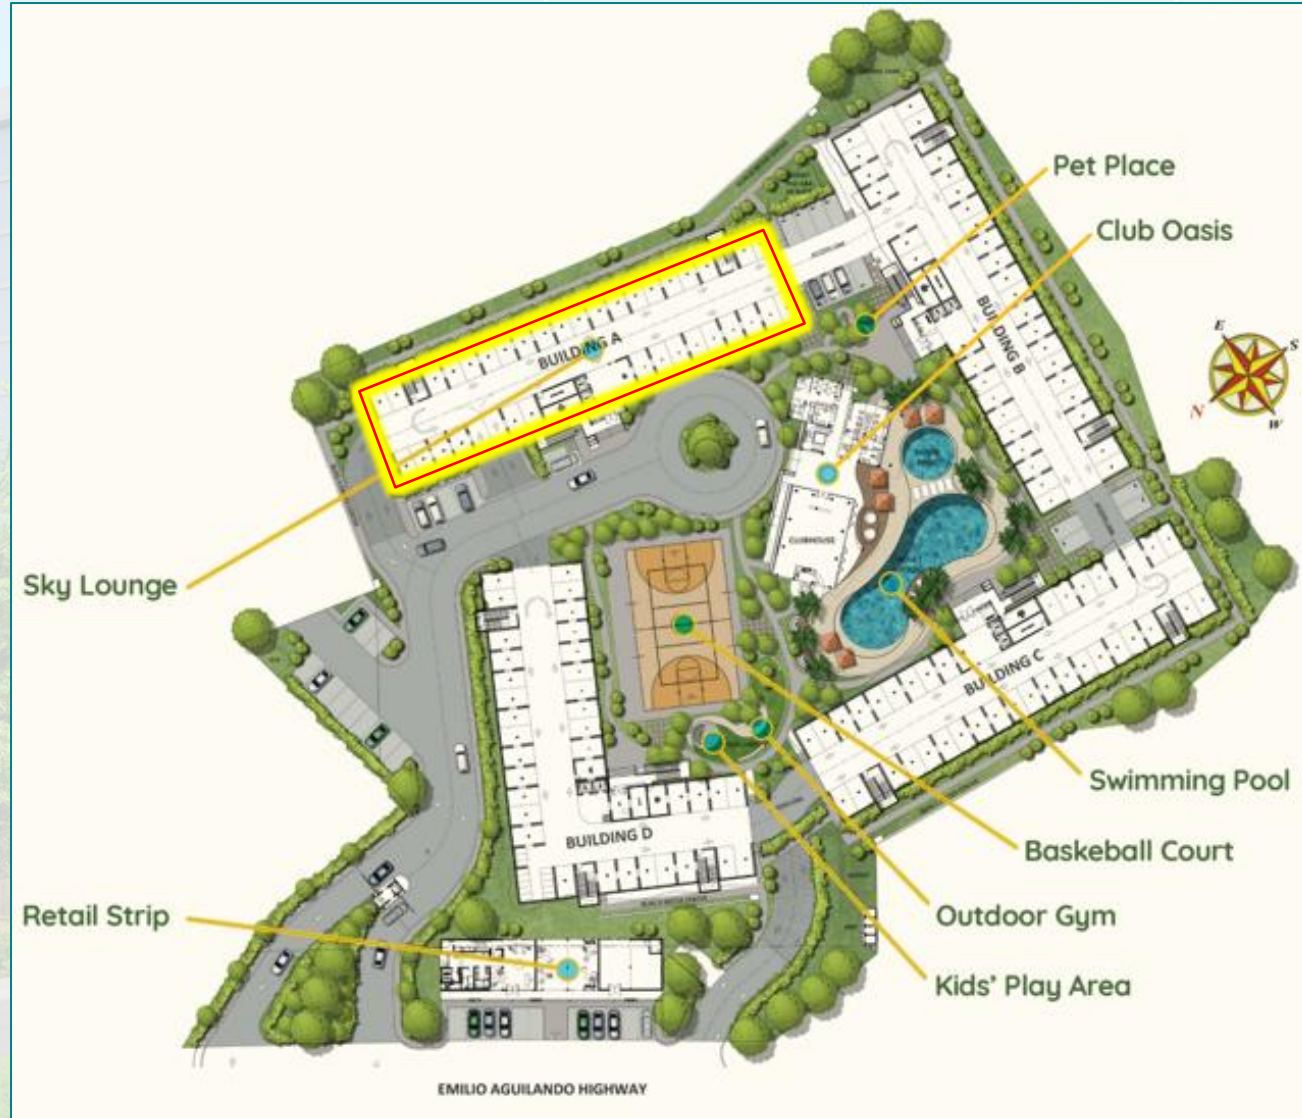 Pet Place
Club Oasis
E
S
N
W
BUILDING A
BUILDING B
CLUBHOUSE
Sky Lounge
BUILDING C
Swimming Pool
BUILDING D
Baskeball Court
Retail Strip
Outdoor Gym
Kids' Play Area
EMILIO AGUILANDO HIGHWAY